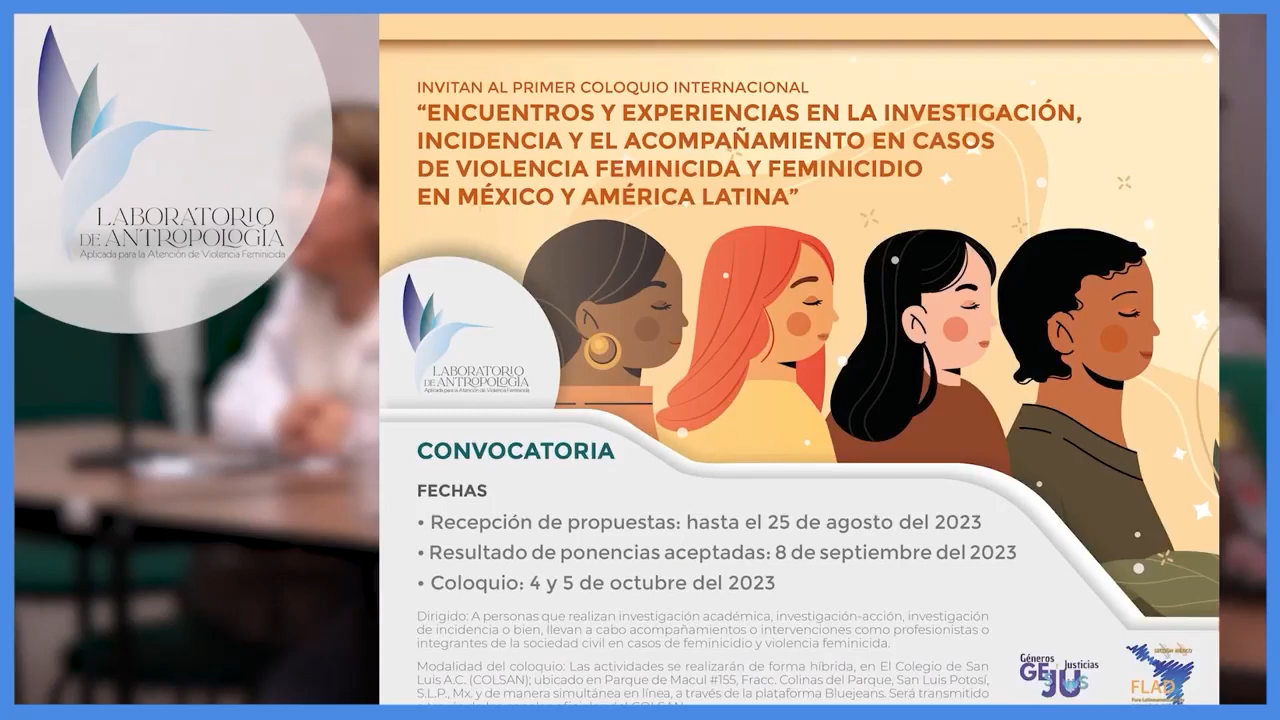 LABORATORIO
DE ANTROPOLOGÍA
Aplicada para la Atención de Violencia Feminicida
INVITAN AL PRIMER COLOQUIO INTERNACIONAL
“ENCUENTROS Y EXPERIENCIAS EN LA INVESTIGACIÓN,
INCIDENCIA Y EL ACOMPAÑAMIENTO EN CASOS
DE VIOLENCIA FEMINICIDA Y FEMINICIDIO
EN MÉXICO Y AMÉRICA LATINA”
LABORATORIO
DE ANTROPOLOGÍA
Aplicada para la Atención de Violencia Feminicida
CONVOCATORIA
FECHAS
• Recepción de propuestas: hasta el 25 de agosto del 2023
• Resultado de ponencias aceptadas: 8 de septiembre del 2023
• Coloquio: 4 y 5 de octubre del 2023
Dirigido: A personas que realizan investigación académica, investigación-acción, investigación
de incidencia o bien, llevan a cabo acompañamientos o intervenciones como profesionistas o
integrantes de la sociedad civil en casos de feminicidio y violencia feminicida.
Modalidad del coloquio: Las actividades se realizan de forma híbrida, en El Colegio de San
Luis A.C. (COLSAN); ubicado en Parque de Macul #155, Fracc. Colinas del Parque, San Luis Potosí,
S.L.P., Mx. y de manera simultánea en línea, a través de la plataforma Bluejeans. Será transmitido
Géneros
Justicias
GEJUS
FLAD